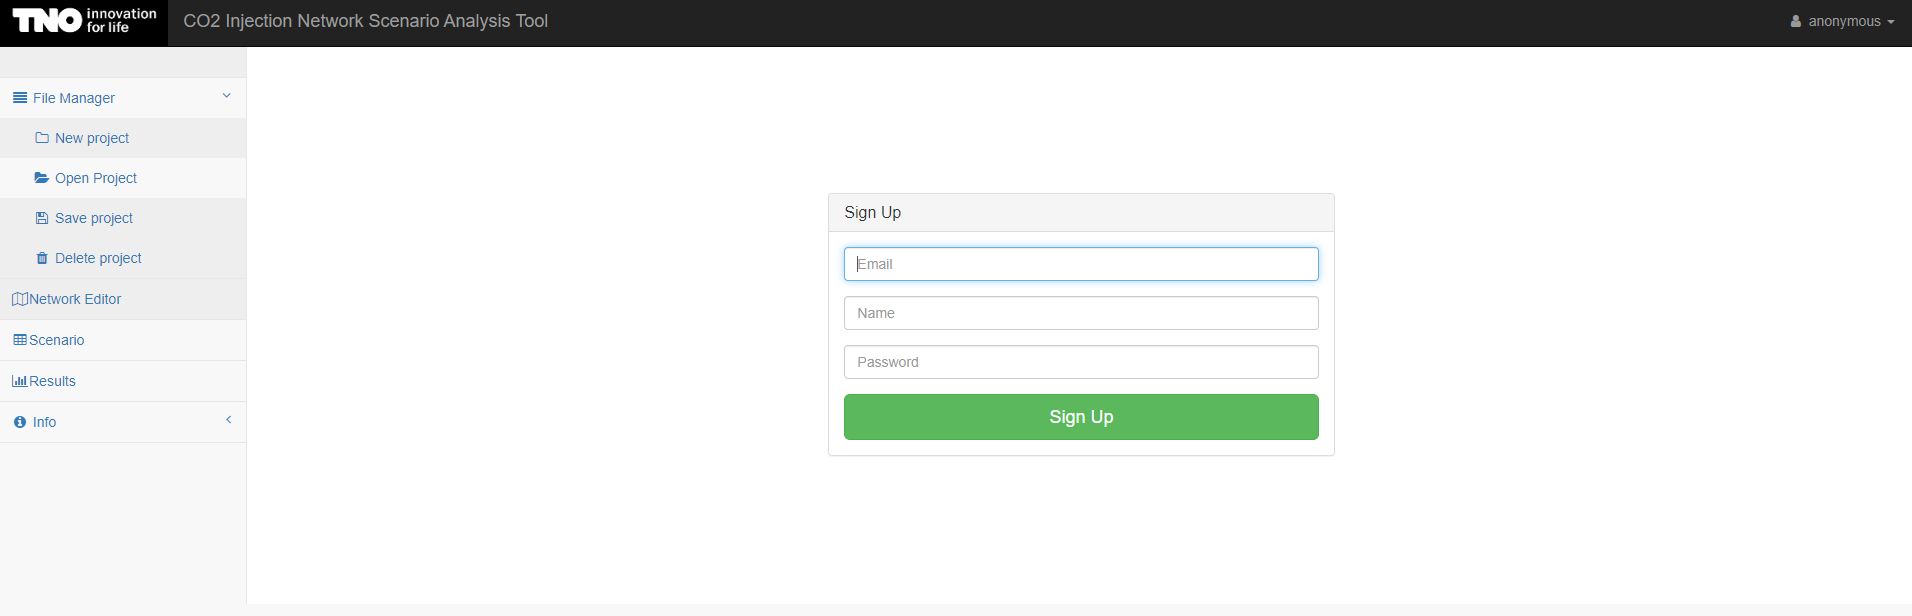 TNO innovation
for life
CO2 Injection Network Scenario Analysis Tool
anonymous
File Manager
New project
Open Project
Save project
Delete project
Network Editor
Scenario
Results
Info
Sign Up
Email
Name
Password
Sign Up